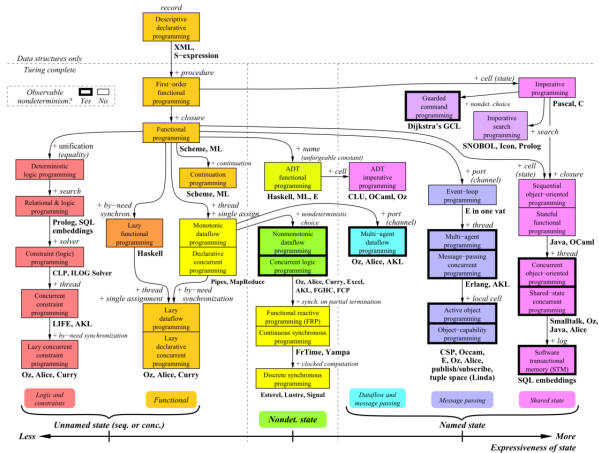 record
Descriptive
declarative
programming
XML,
S−expression
Data structures only
Turing complete
+ procedure
+ cell (state)
Observable
nondeterminism?
Yes
No
First−order
functional
programming
Imperative
programming
Pascal, C
Guarded
command
programming
+ nondet. choice
Dijkstra's GCL
Imperative
search
programming
+ search
SNOBOL, Icon, Prolog
+ closure
Functional
programming
Scheme, ML
+ unification
(equality)
+ continuation
Continuation
programming
Scheme, ML
+ name
(unforgeable constant)
ADT
functional
programming
Haskell, ML, E
+ cell
ADT
imperative
programming
CLU, OCaml, Oz
+ port
(channel)
Event−loop
programming
E in one vat
+ cell
(state)
+ closure
Sequential
object−oriented
programming
Stateful
functional
programming
Java, OCaml
Deterministic
logic programming
+ search
Relational & logic
programming
Prolog, SQL
embeddings
+ solver
Constraint (logic)
programming
CLP, ILOG Solver
+ thread
Concurrent
constraint
programming
LIFE, AKL
+ by−need synchronization
Lazy concurrent
constraint
programming
Oz, Alice, Curry
+ by−need
synchron.
Lazy
functional
programming
Haskell
+ thread
+ single assignment
+ thread
+ single assign.
Monotonic
dataflow
programming
Declarative
concurrent
programming
Pipes, MapReduce
+ by−need
synchronization
Lazy
dataflow
programming
Lazy
declarative
concurrent
programming
Oz, Alice, Curry
+ nondeterministic
choice
Nonmonotonic
dataflow
programming
Concurrent logic
programming
Oz, Alice, Curry, Excel,
AKL, FGHC, FCP
+ synch. on partial termination
Functional reactive
programming (FRP)
Continuous synchronous
programming
FrTime, Yampa
+ clocked computation
Discrete synchronous
programming
Esterel, Lustre, Signal
+ port
(channel)
Multi−agent
dataflow
programming
Oz, Alice, AKL
+ thread
Multi−agent
programming
Message−passing
concurrent
programming
Erlang, AKL
+ local cell
Active object
programming
Object−capability
programming
CSP, Occam,
E, Oz, Alice,
publish/subscribe,
tuple space (Linda)
+ thread
Concurrent
object−oriented
programming
Shared−state
concurrent
programming
Smalltalk, Oz,
Java, Alice
+ log
Software
transactional
memory (STM)
SQL embeddings
Logic and
constraints
Functional
Nondet. state
Dataflow and
message passing
Message passing
Shared state
Unnamed state (seq. or conc.)
Named state
Less
More
Expressiveness of state